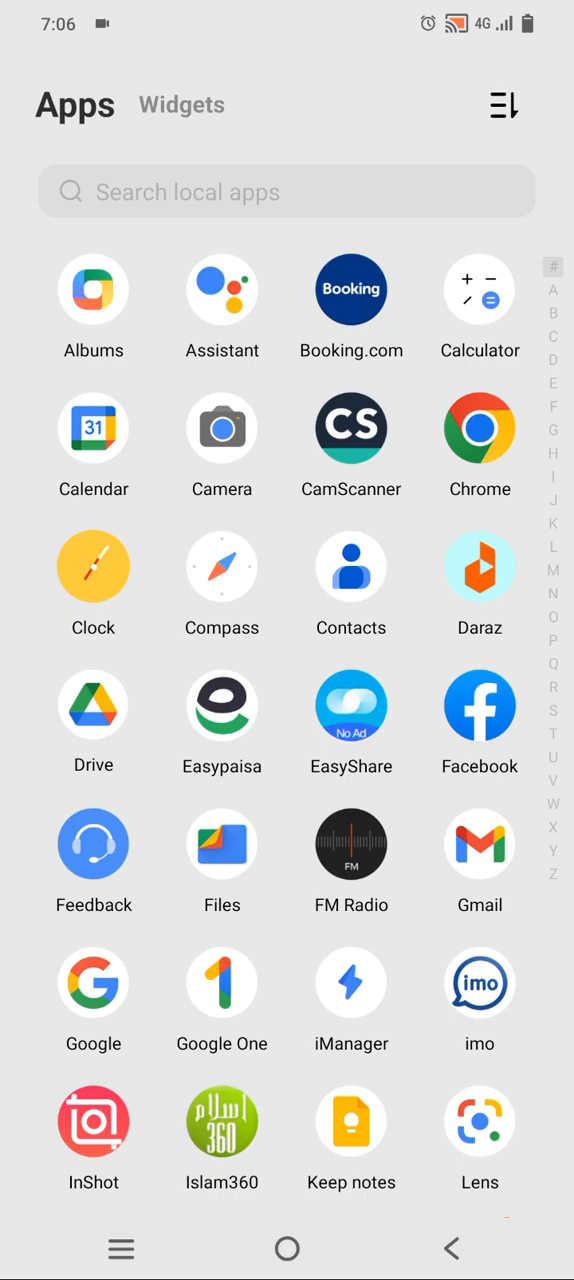 7:06 4G
Apps Widgets
Search local apps
#
A
B
C
D
E
F
G
H
I
J
K
L
M
N
O
P
Q
R
S
T
U
V
W
X
Y
Z
Booking
Albums Assistant Booking.com Calculator
31 CS
Calendar Camera CamScanner Chrome
Clock Compass Contacts Daraz
No Ad
Drive Easypaisa EasyShare Facebook
FM
Feedback Files FM Radio Gmail
imo
Google Google One iManager imo
اسلام
360
InShot Islam360 Keep notes Lens